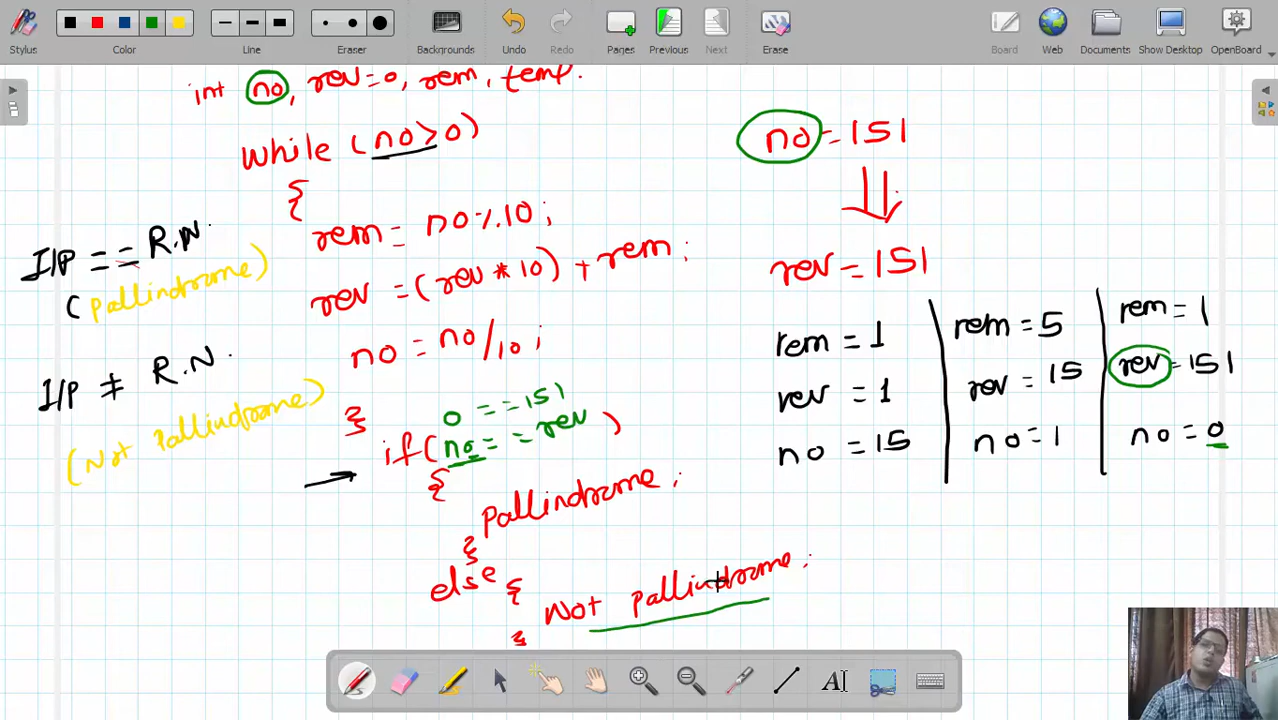 Stylus
Color
Line
Eraser
Backgrounds
Undo
Redo
Pages
Previous
Next
Erase
Board
Web
Documents
Show Desktop
OpenBoard
int no, rev=0, rem, temp.
while (no>0)
{
rem = no%10;
rev = (rev*10) + rem;
no = no/10;
}
0 == 151
if(no == rev)
{
pallindrome;
}
else {
Not pallindrome;
}
I/P == R.N.
(pallindrome)
I/P ≠ R.N.
(Not pallindrome)
no = 151
rev = 151
rem = 1
rev = 1
no = 15
rem = 5
rev = 15
no = 1
rem = 1
rev = 151
no = 0